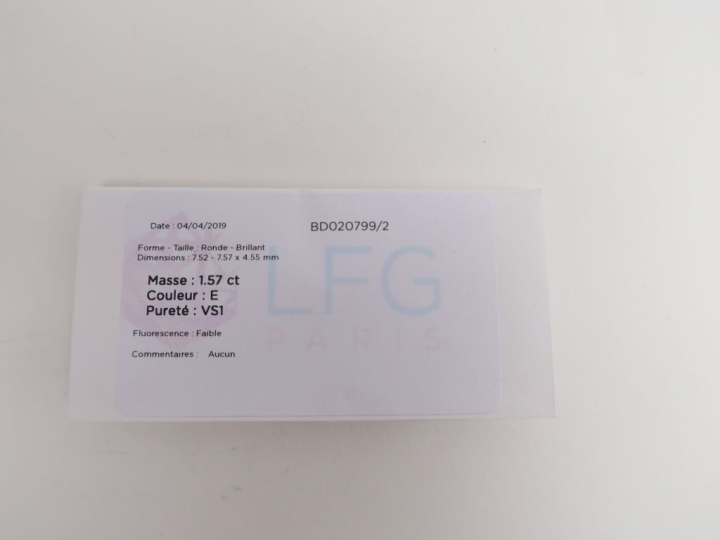 Date : 04/04/2019
BD020799/2
Forme - Taille : Ronde - Brillant
Dimensions : 7.52 - 7.57 x 4.55 mm
Masse : 1.57 ct
Couleur : E
Pureté : VS1
Fluorescence : Faible
Commentaires : Aucun
LFG
PARIS